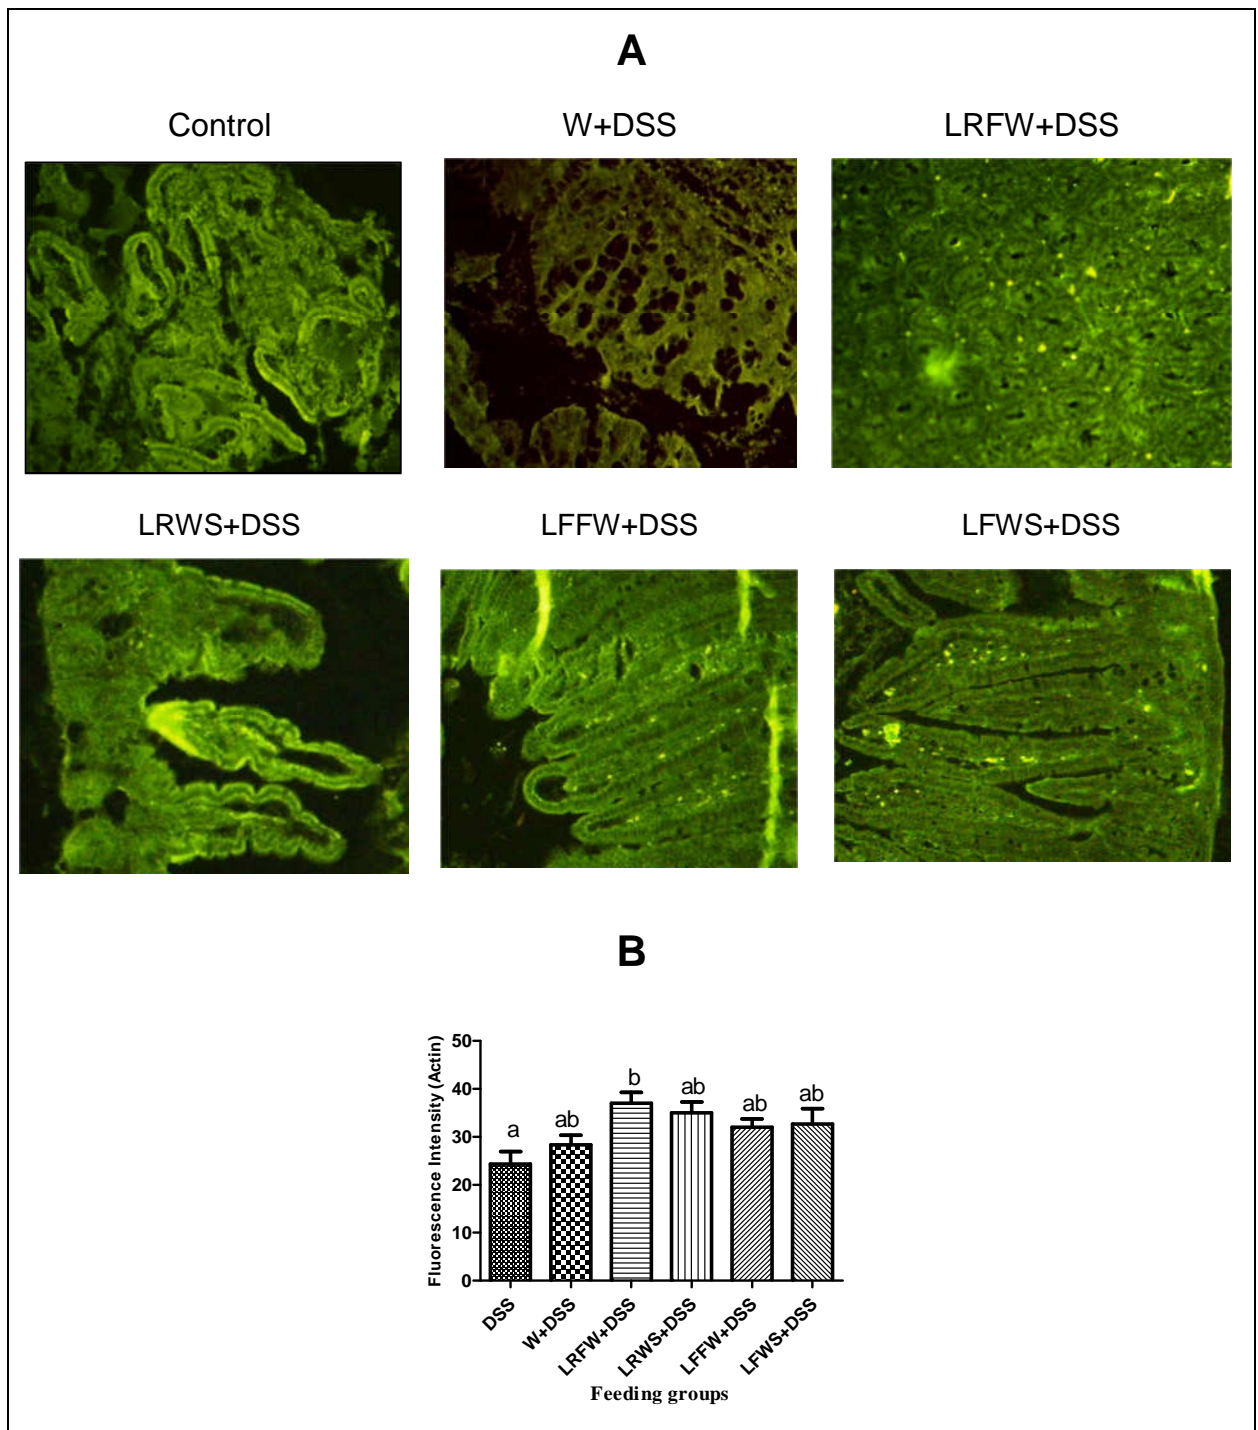 A
Control W+DSS LRFW+DSS
LRWS+DSS LFFW+DSS LFWS+DSS
B
Fluorescence Intensity (Actin)
50
40
30
20
10
0
a ab b ab ab ab
DSS W+DSS LRFW+DSS LRWS+DSS LFFW+DSS LFWS+DSS
Feeding groups